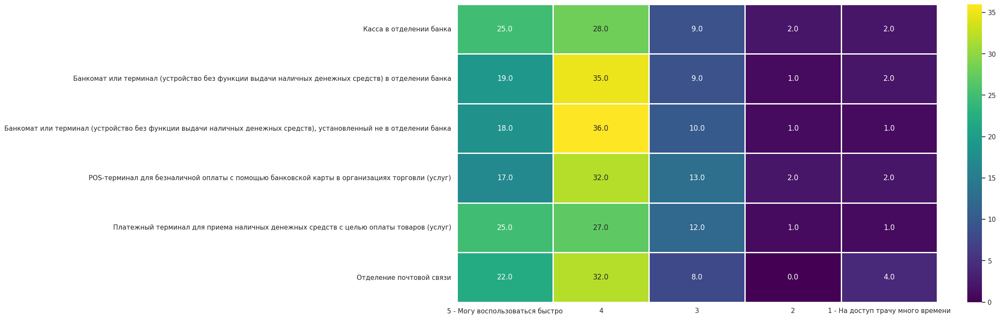 Касса в отделении банка 25.0 28.0 9.0 2.0 2.0
Банкомат или терминал (устройство без функции выдачи наличных денежных средств) в отделении банка 19.0 35.0 9.0 1.0 2.0
Банкомат или терминал (устройство без функции выдачи наличных денежных средств), установленный не в отделении банка 18.0 36.0 10.0 1.0 1.0
POS-терминал для безналичной оплаты с помощью банковской карты в организациях торговли (услуг) 17.0 32.0 13.0 2.0 2.0
Платежный терминал для приема наличных денежных средств с целью оплаты товаров (услуг) 25.0 27.0 12.0 1.0 1.0
Отделение почтовой связи 22.0 32.0 8.0 0.0 4.0
5 - Могу воспользоваться быстро 4 3 2 1 - На доступ трачу много времени
35
30
25
20
15
10
5
0